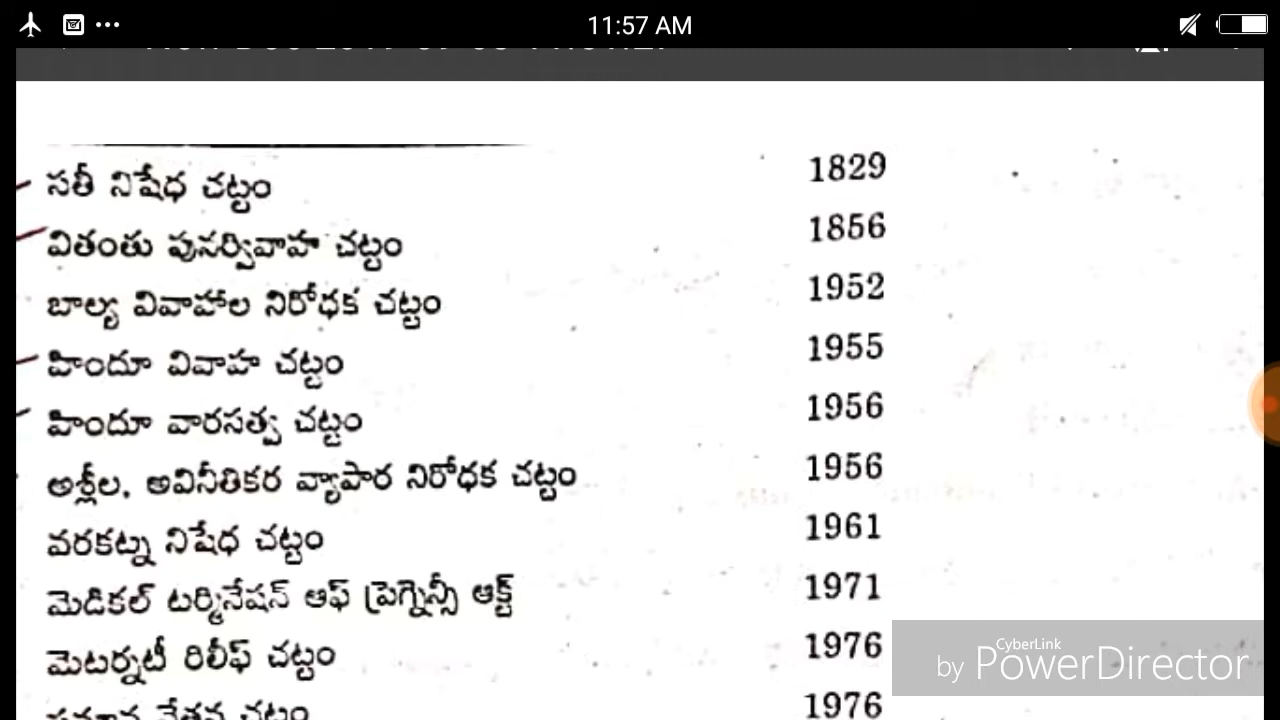 11:57 AM
సతీ నిషేధ చట్టం 1829
వితంతు పునర్వివాహ చట్టం 1856
బాల్య వివాహాల నిరోధక చట్టం 1952
హిందూ వివాహ చట్టం 1955
హిందూ వారసత్వ చట్టం 1956
అశ్లీల, అవినీతికర వ్యాపార నిరోధక చట్టం 1956
వరకట్న నిషేధ చట్టం 1961
మెడికల్ టర్మినేషన్ ఆఫ్ ప్రెగ్నెన్సీ ఆక్ట్ 1971
మెటర్నటీ రిలీఫ్ చట్టం 1976
చట్టం 1976
CyberLink
by PowerDirector